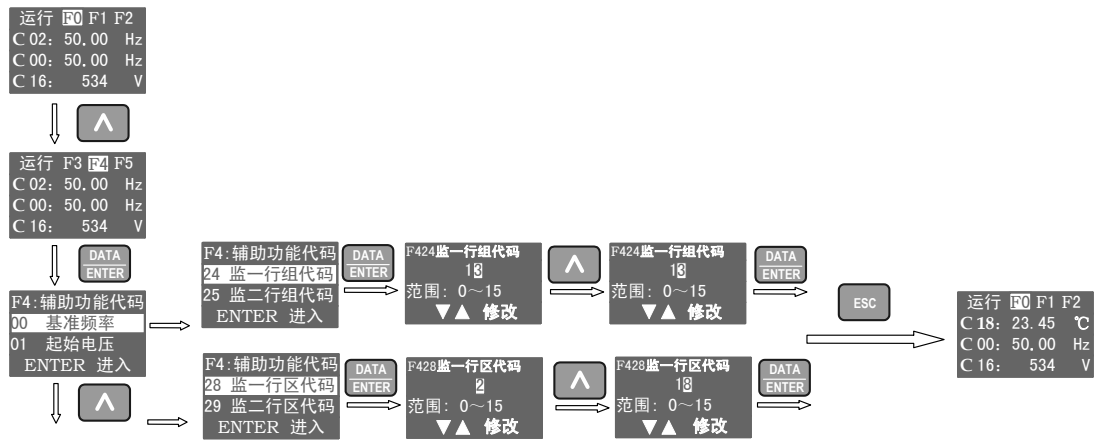 运行 F0 F1 F2
C 02: 50.00 Hz
C 00: 50.00 Hz
C 16: 534 V
运行 F3 F4 F5
C 02: 50.00 Hz
C 00: 50.00 Hz
C 16: 534 V
DATA
ENTER
F4:辅助功能代码
00 基准频率
01 起始电压
ENTER 进入
F4:辅助功能代码
24 监一行组代码
25 监二行组代码
ENTER 进入
DATA
ENTER
F424监一行组代码
13
范围: 0～15
▼▲ 修改
F424监一行组代码
13
范围: 0～15
▼▲ 修改
DATA
ENTER
F4:辅助功能代码
28 监一行区代码
29 监二行区代码
ENTER 进入
DATA
ENTER
F428监一行区代码
2
范围: 0～15
▼▲ 修改
F428监一行区代码
18
范围: 0～15
▼▲ 修改
DATA
ENTER
ESC
运行 F0 F1 F2
C 18: 23.45 ℃
C 00: 50.00 Hz
C 16: 534 V